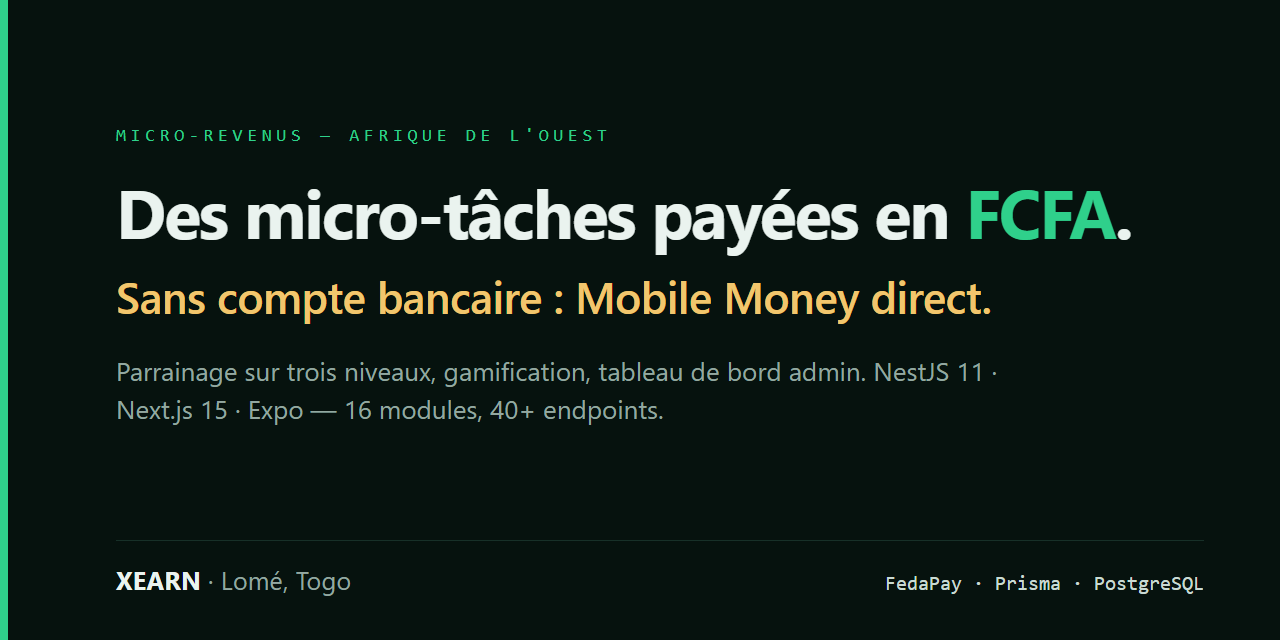 MICRO-REVENUS — AFRIQUE DE L'OUEST
Des micro-tâches payées en FCFA.
Sans compte bancaire : Mobile Money direct.
Parrainage sur trois niveaux, gamification, tableau de bord admin. NestJS 11 ·
Next.js 15 · Expo — 16 modules, 40+ endpoints.
XEARN · Lomé, Togo
FedaPay · Prisma · PostgreSQL